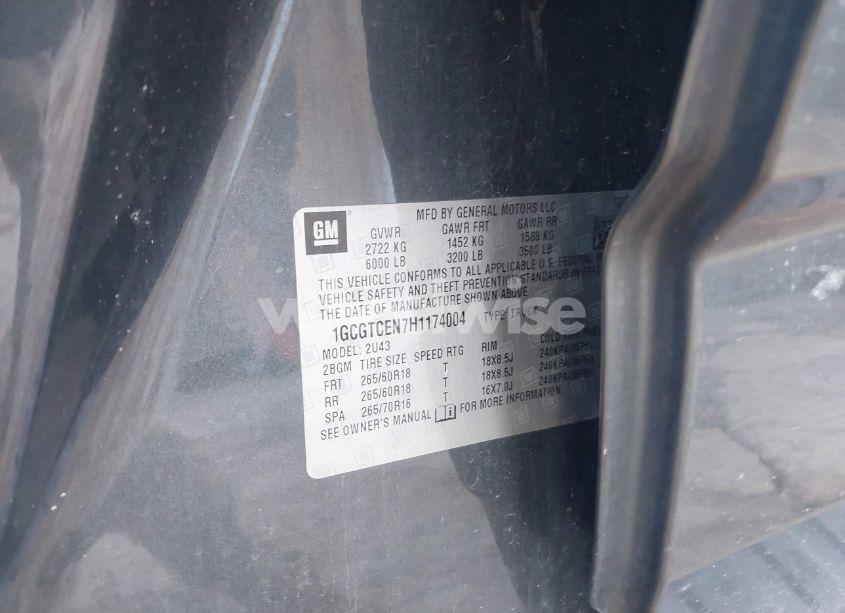 GM
MFD BY GENERAL MOTORS LLC
GVWR GAWR FRT GAWR RR
2722 KG 1452 KG 1588 KG
6000 LB 3200 LB 3500 LB
THIS VEHICLE CONFORMS TO ALL APPLICABLE U.S. FEDERAL
VEHICLE SAFETY AND THEFT PREVENTION STANDARDS IN
THE DATE OF MANUFACTURE SHOWN ABOVE.
1GCGTCEN7H1174004 TYPE: TRUCK
MODEL: 2U43
2BGM TIRE SIZE SPEED RTG RIM COLD
FRT 265/60R18 T 18X8.5J
RR 265/60R18 T 18X8.5J
SPA 265/70R16 T 16X7.0J
SEE OWNER'S MANUAL FOR MORE INFORMATION.